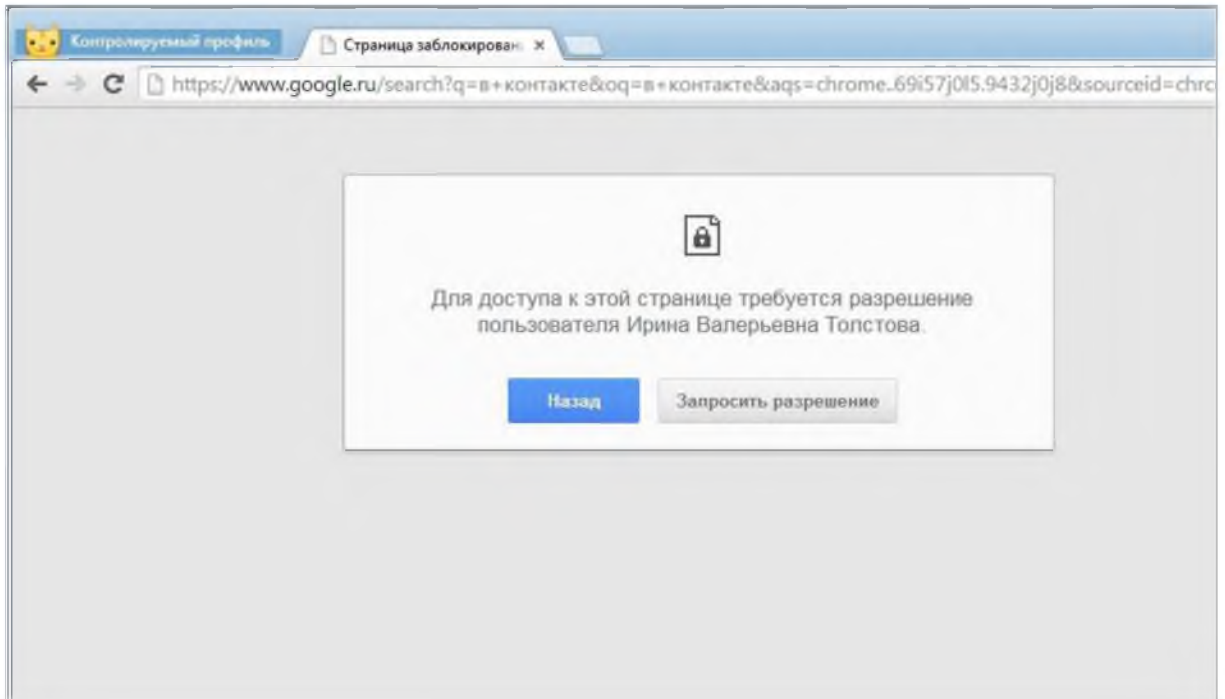 Контролируемый профиль
Страница заблокирован
https://www.google.ru/search?q=в+контакте&oq=в+контакте&aqs=chrome..69i57j0l5.9432j0j8&sourceid=chrc
Для доступа к этой странице требуется разрешение
пользователя Ирина Валерьевна Толстова.
Назад
Запросить разрешение